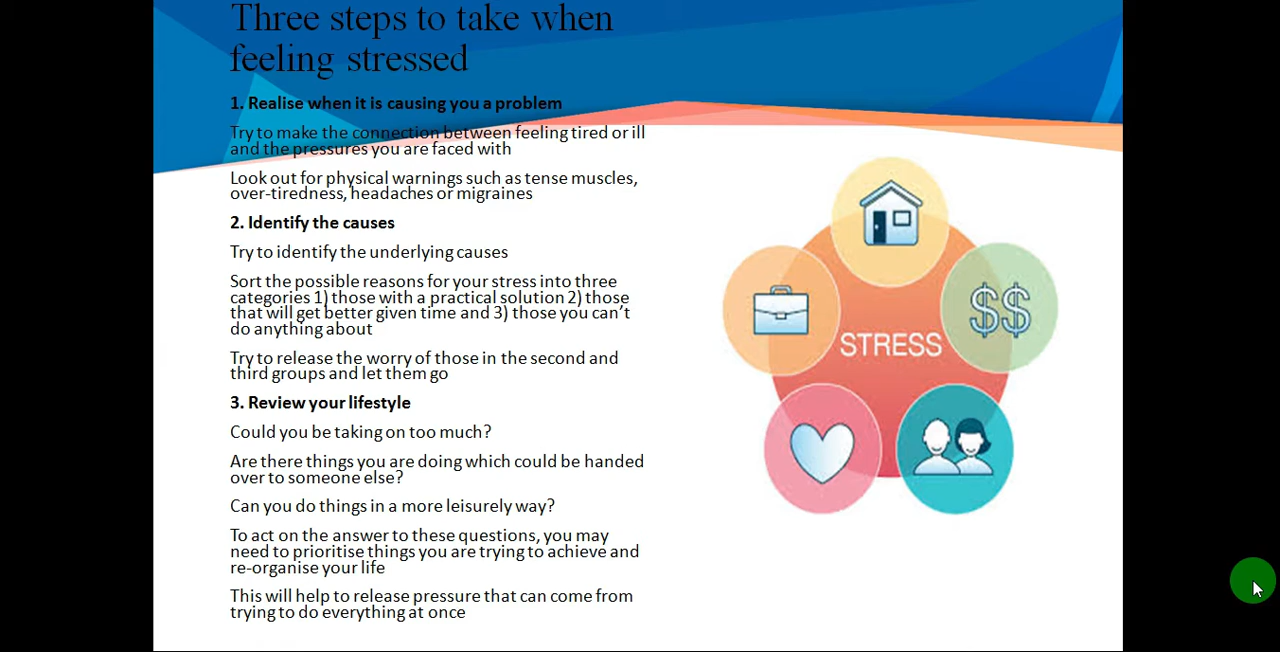 Three steps to take when
feeling stressed
1. Realise when it is causing you a problem
Try to make the connection between feeling tired or ill
and the pressures you are faced with
Look out for physical warnings such as tense muscles,
over-tiredness, headaches or migraines
2. Identify the causes
Try to identify the underlying causes
Sort the possible reasons for your stress into three
categories 1) those with a practical solution 2) those
that will get better given time and 3) those you can’t
do anything about
Try to release the worry of those in the second and
third groups and let them go
3. Review your lifestyle
Could you be taking on too much?
Are there things you are doing which could be handed
over to someone else?
Can you do things in a more leisurely way?
To act on the answer to these questions, you may
need to prioritise things you are trying to achieve and
re-organise your life
This will help to release pressure that can come from
trying to do everything at once
$$
STRESS